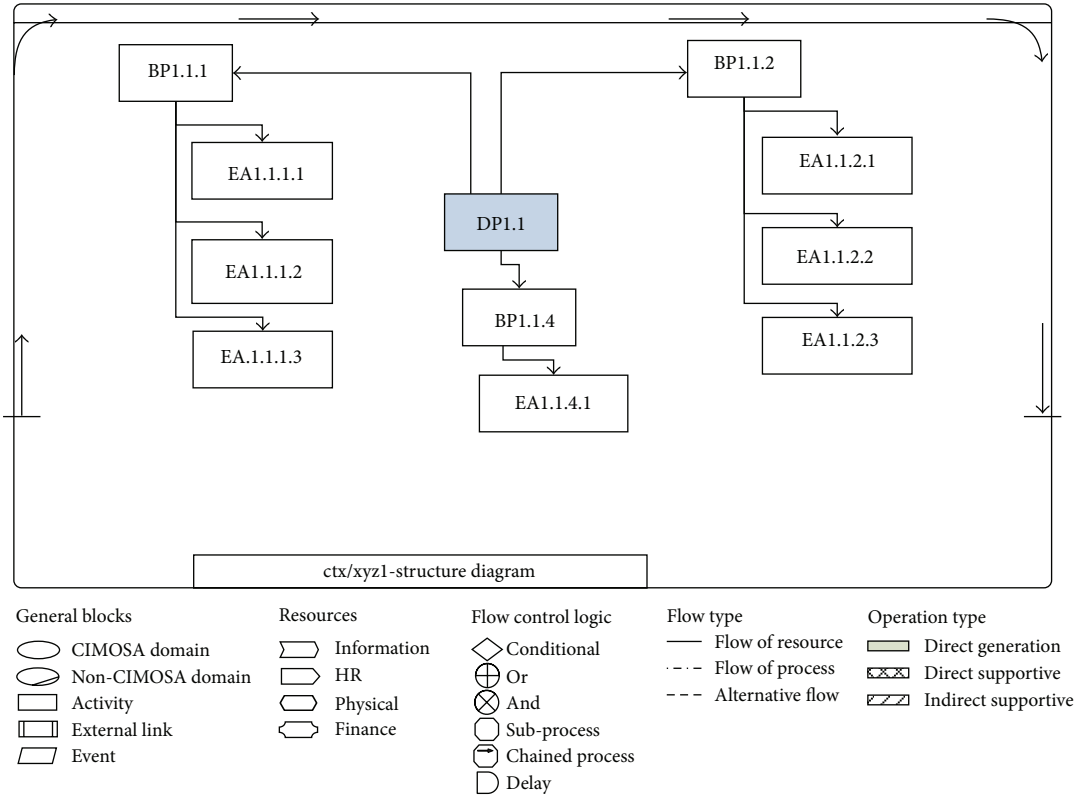 BP1.1.1
BP1.1.2
EA1.1.1.1
EA1.1.2.1
DP1.1
EA1.1.1.2
EA1.1.2.2
BP1.1.4
EA.1.1.1.3
EA1.1.2.3
EA1.1.4.1
ctx/xyz1-structure diagram
General blocks
CIMOSA domain
Non-CIMOSA domain
Activity
External link
Event
Resources
Information
HR
Physical
Finance
Flow control logic
Conditional
Or
And
Sub-process
Chained process
Delay
Flow type
Flow of resource
Flow of process
Alternative flow
Operation type
Direct generation
Direct supportive
Indirect supportive